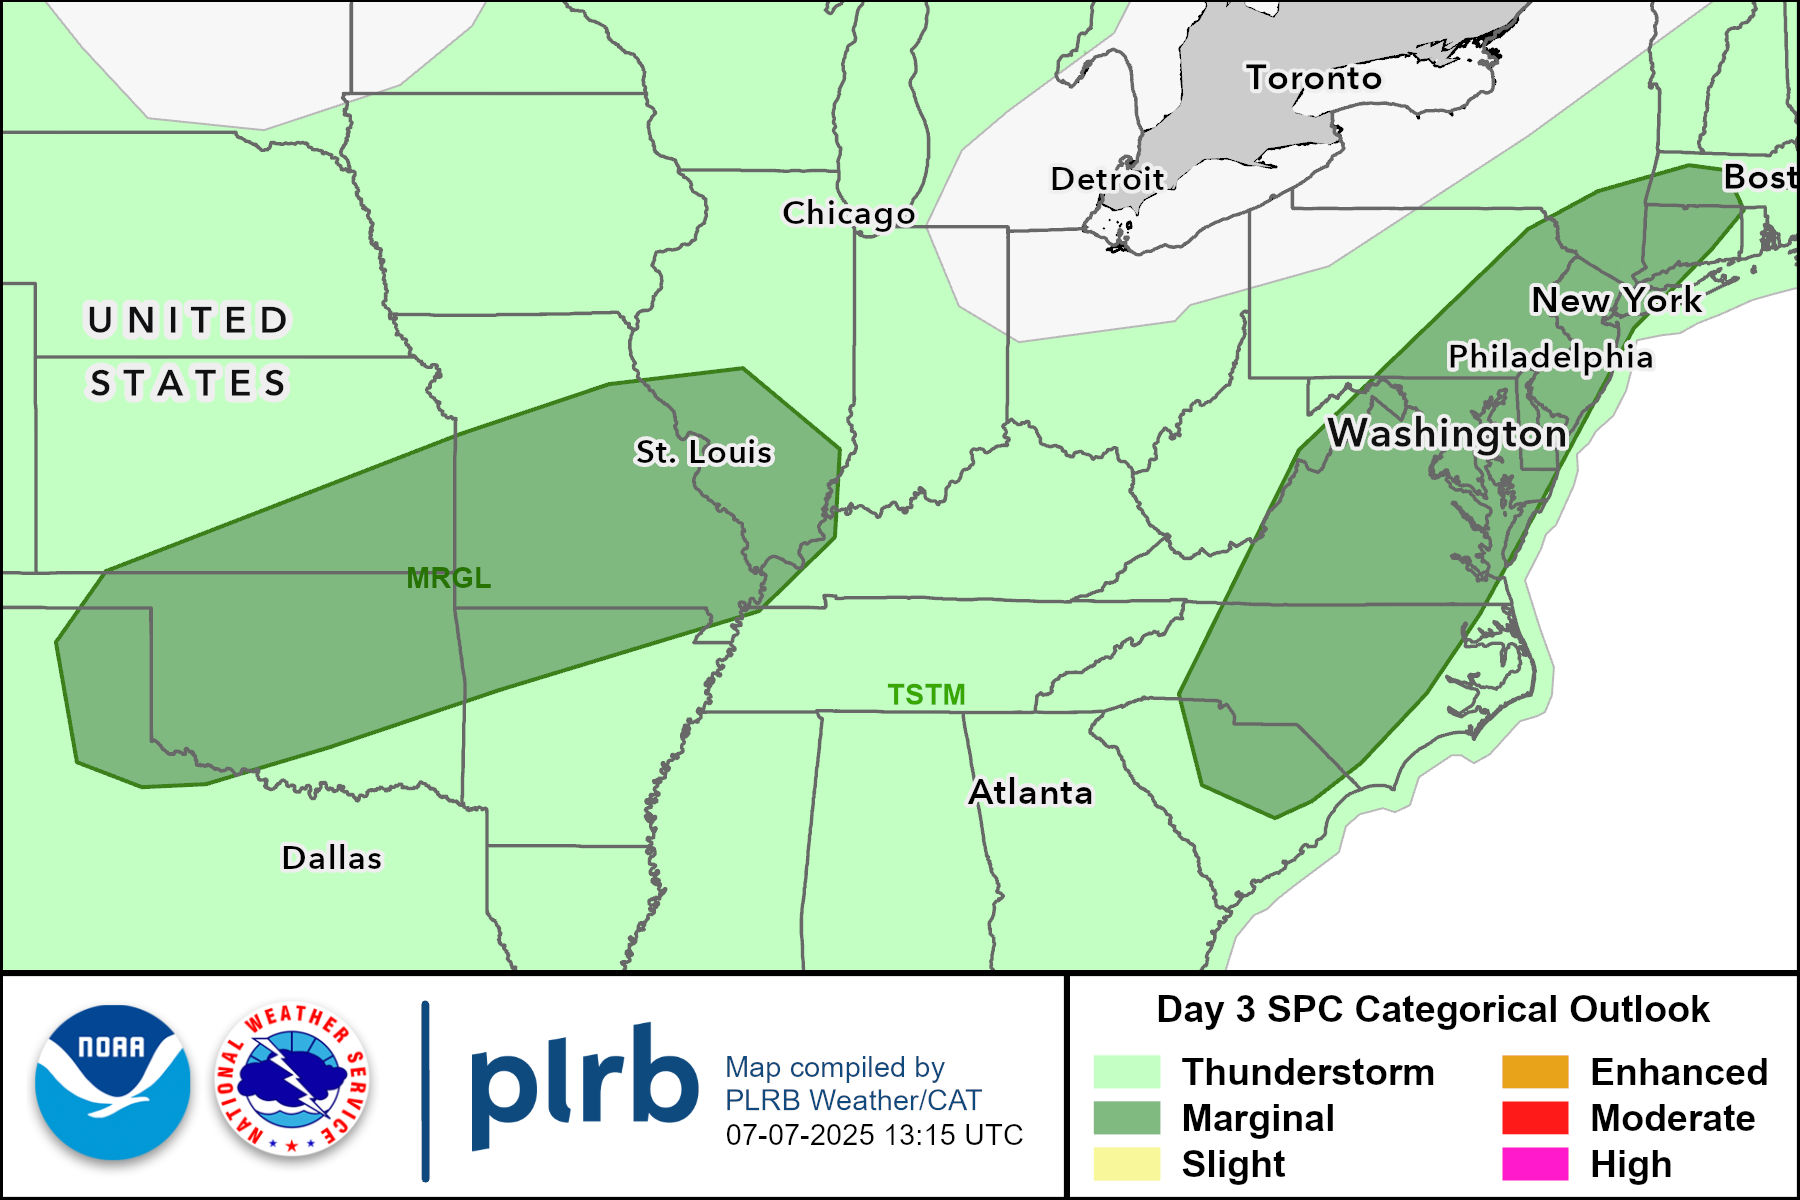 Toronto
Detroit
Bost
Chicago
UNITED
STATES
New York
Philadelphia
Washington
St. Louis
MRGL
TSTM
Atlanta
Dallas
NOAA
NATIONAL WEATHER SERVICE
plrb
Map compiled by
PLRB Weather/CAT
07-07-2025 13:15 UTC
Day 3 SPC Categorical Outlook
Thunderstorm
Marginal
Slight
Enhanced
Moderate
High